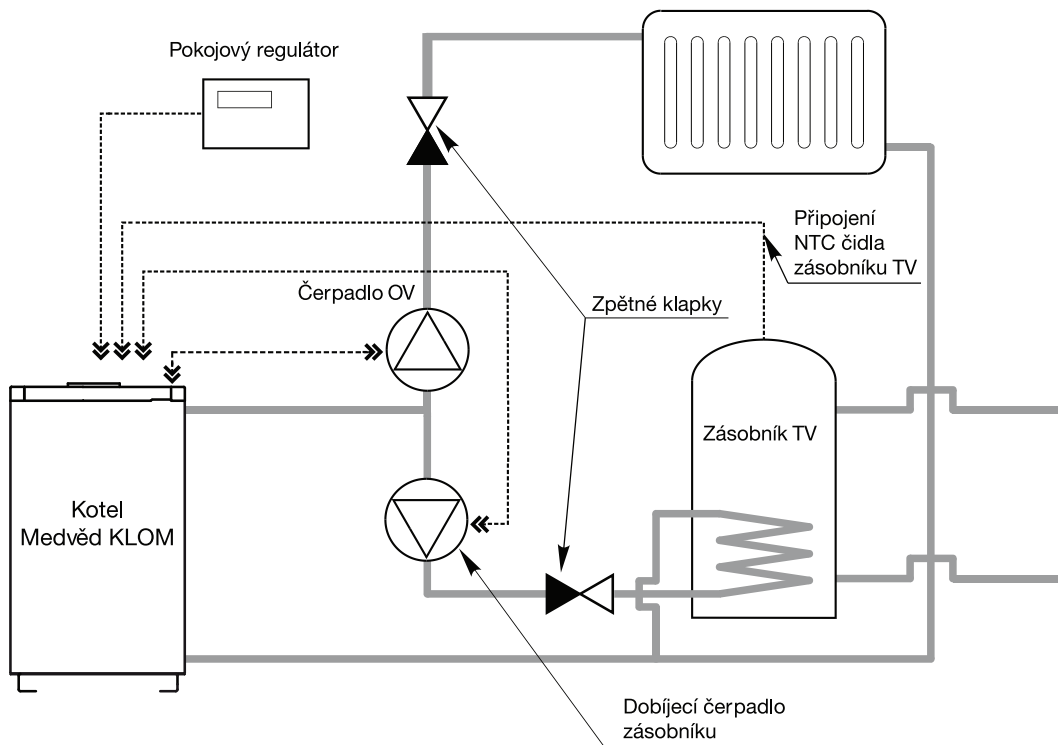 Pokojový regulátor
Připojení
NTC čidla
zásobníku TV
Čerpadlo OV
Zpětné klapky
Zásobník TV
Kotel
Medvěd KLOM
Dobíjecí čerpadlo
zásobníku